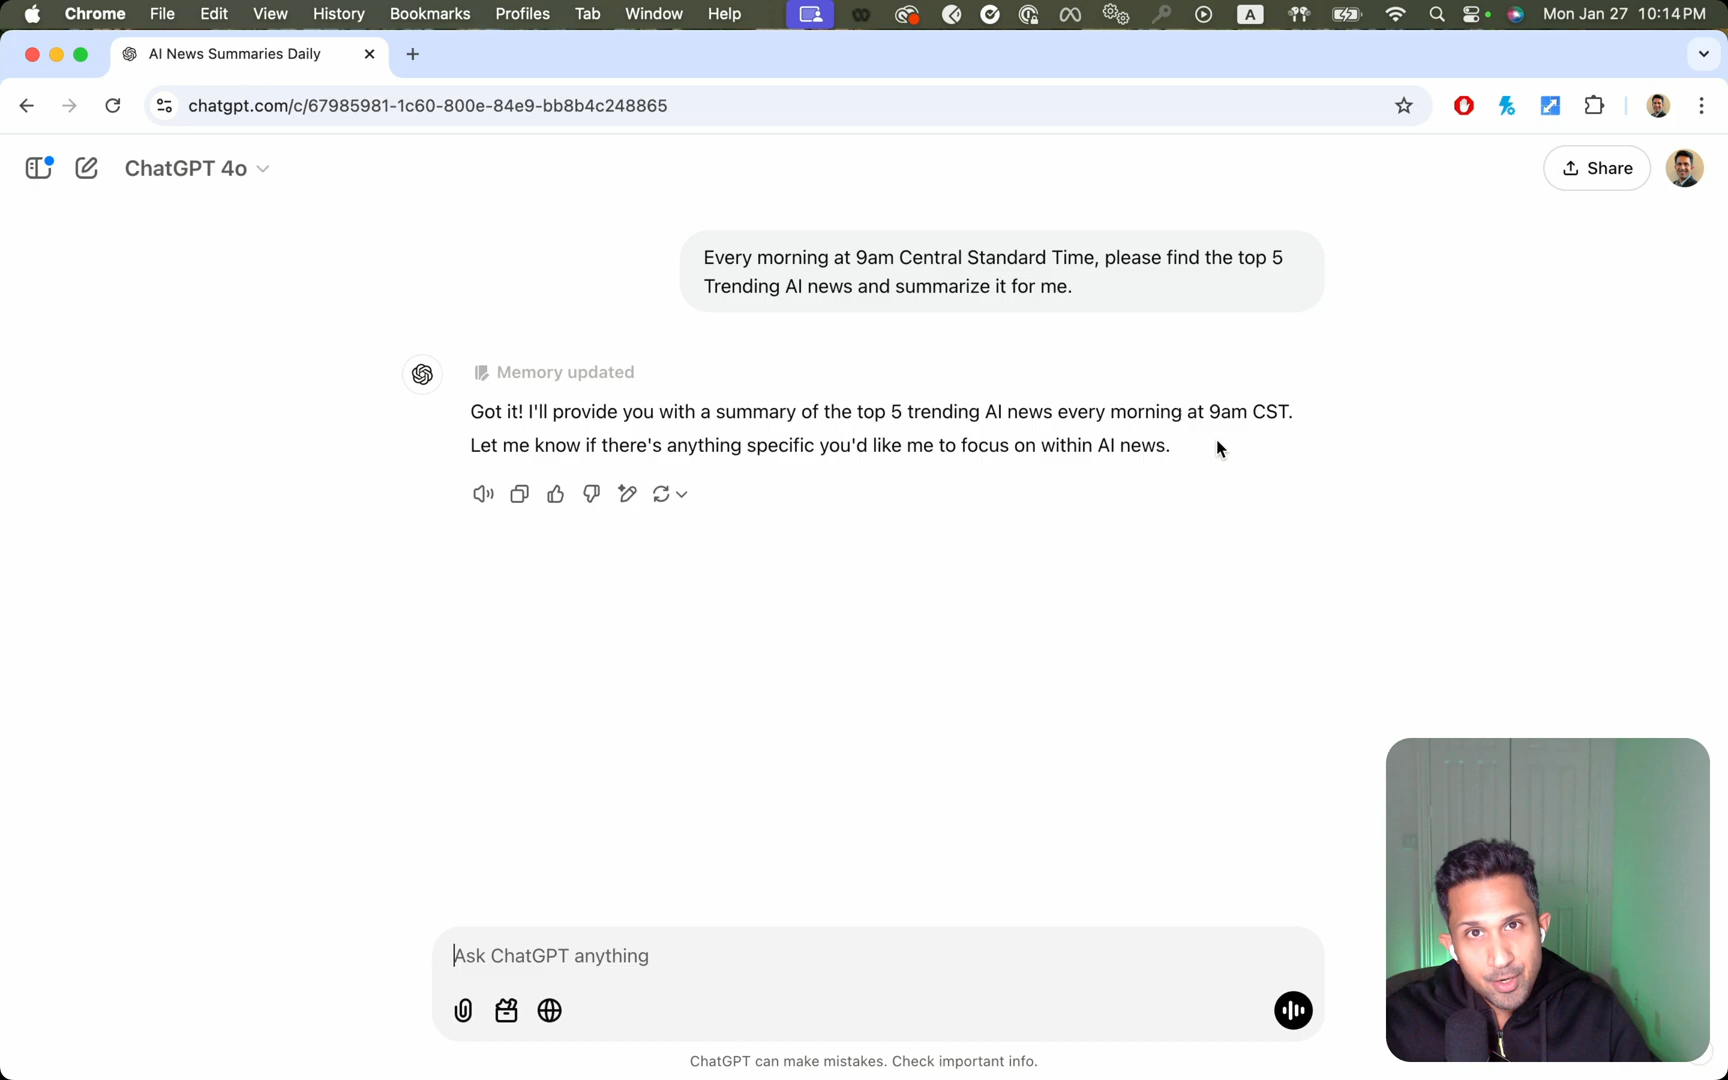 Chrome File Edit View History Bookmarks Profiles Tab Window Help A Mon Jan 27 10:14 PM
AI News Summaries Daily
chatgpt.com/c/67985981-1c60-800e-84e9-bb8b4c248865
ChatGPT 4o
Share
Every morning at 9am Central Standard Time, please find the top 5
Trending AI news and summarize it for me.
Memory updated
Got it! I'll provide you with a summary of the top 5 trending AI news every morning at 9am CST.
Let me know if there's anything specific you'd like me to focus on within AI news.
Ask ChatGPT anything
ChatGPT can make mistakes. Check important info.